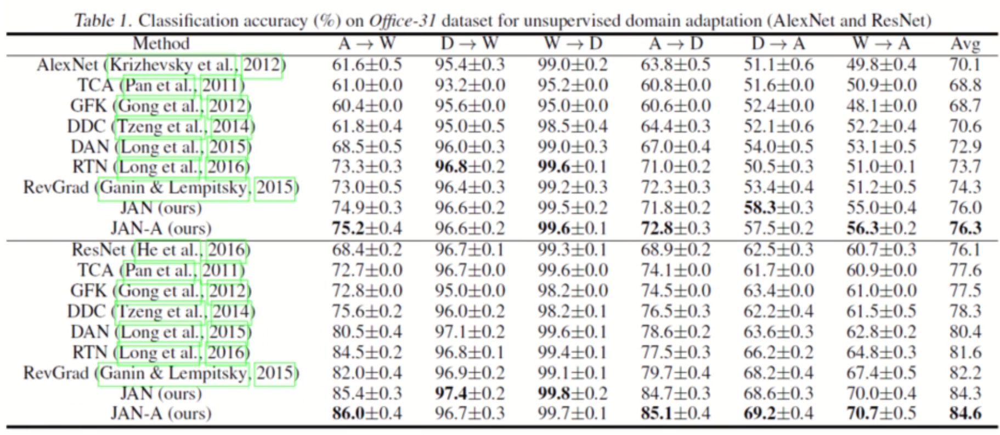 Table 1. Classification accuracy (%) on Office-31 dataset for unsupervised domain adaptation (AlexNet and ResNet)
Method A → W D → W W → D A → D D → A W → A Avg
AlexNet (Krizhevsky et al., 2012) 61.6±0.5 95.4±0.3 99.0±0.2 63.8±0.5 51.1±0.6 49.8±0.4 70.1
TCA (Pan et al., 2011) 61.0±0.0 93.2±0.0 95.2±0.0 60.8±0.0 51.6±0.0 50.9±0.0 68.8
GFK (Gong et al., 2012) 60.4±0.0 95.6±0.0 95.0±0.0 60.6±0.0 52.4±0.0 48.1±0.0 68.7
DDC (Tzeng et al., 2014) 61.8±0.4 95.0±0.5 98.5±0.4 64.4±0.3 52.1±0.6 52.2±0.4 70.6
DAN (Long et al., 2015) 68.5±0.5 96.0±0.3 99.0±0.3 67.0±0.4 54.0±0.5 53.1±0.5 72.9
RTN (Long et al., 2016) 73.3±0.3 96.8±0.2 99.6±0.1 71.0±0.2 50.5±0.3 51.0±0.1 73.7
RevGrad (Ganin & Lempitsky, 2015) 73.0±0.5 96.4±0.3 99.2±0.3 72.3±0.3 53.4±0.4 51.2±0.5 74.3
JAN (ours) 74.9±0.3 96.6±0.2 99.5±0.2 71.8±0.2 58.3±0.3 55.0±0.4 76.0
JAN-A (ours) 75.2±0.4 96.6±0.2 99.6±0.1 72.8±0.3 57.5±0.2 56.3±0.2 76.3
ResNet (He et al., 2016) 68.4±0.2 96.7±0.1 99.3±0.1 68.9±0.2 62.5±0.3 60.7±0.3 76.1
TCA (Pan et al., 2011) 72.7±0.0 96.7±0.0 99.6±0.0 74.1±0.0 61.7±0.0 60.9±0.0 77.6
GFK (Gong et al., 2012) 72.8±0.0 95.0±0.0 98.2±0.0 74.5±0.0 63.4±0.0 61.0±0.0 77.5
DDC (Tzeng et al., 2014) 75.6±0.2 96.0±0.2 98.2±0.1 76.5±0.3 62.2±0.4 61.5±0.5 78.3
DAN (Long et al., 2015) 80.5±0.4 97.1±0.2 99.6±0.1 78.6±0.2 63.6±0.3 62.8±0.2 80.4
RTN (Long et al., 2016) 84.5±0.2 96.8±0.1 99.4±0.1 77.5±0.3 66.2±0.2 64.8±0.3 81.6
RevGrad (Ganin & Lempitsky, 2015) 82.0±0.4 96.9±0.2 99.1±0.1 79.7±0.4 68.2±0.4 67.4±0.5 82.2
JAN (ours) 85.4±0.3 97.4±0.2 99.8±0.2 84.7±0.3 68.6±0.3 70.0±0.4 84.3
JAN-A (ours) 86.0±0.4 96.7±0.3 99.7±0.1 85.1±0.4 69.2±0.4 70.7±0.5 84.6